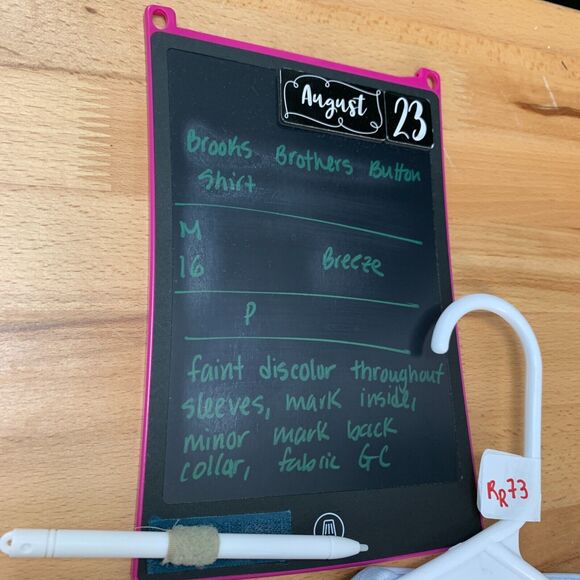 August 23
Brooks Brothers Button
Shirt
M
16 Breeze
P
faint discolor throughout
sleeves, mark inside,
minor mark back
collar, fabric GC
RR73